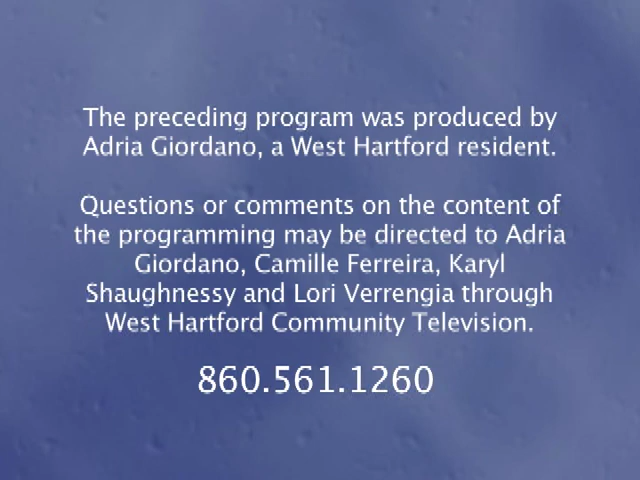 The preceding program was produced by
Adria Giordano, a West Hartford resident.
Questions or comments on the content of
the programming may be directed to Adria
Giordano, Camille Ferreira, Karyl
Shaughnessy and Lori Verrengia through
West Hartford Community Television.
860.561.1260